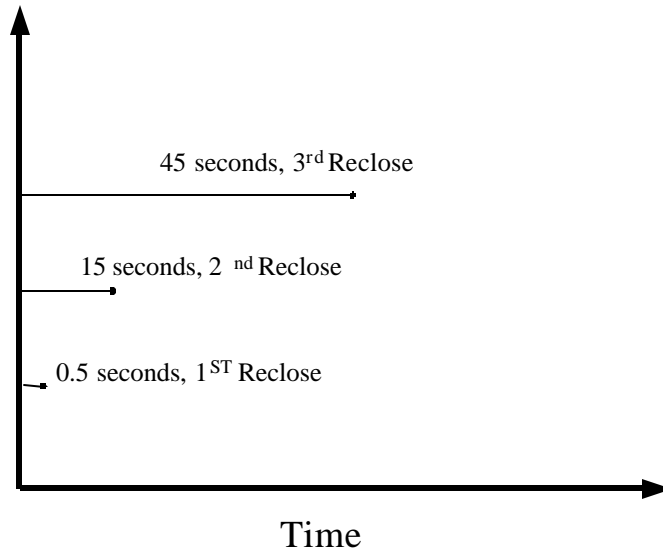 45 seconds, 3rd Reclose
15 seconds, 2 nd Reclose
0.5 seconds, 1ST Reclose
Time